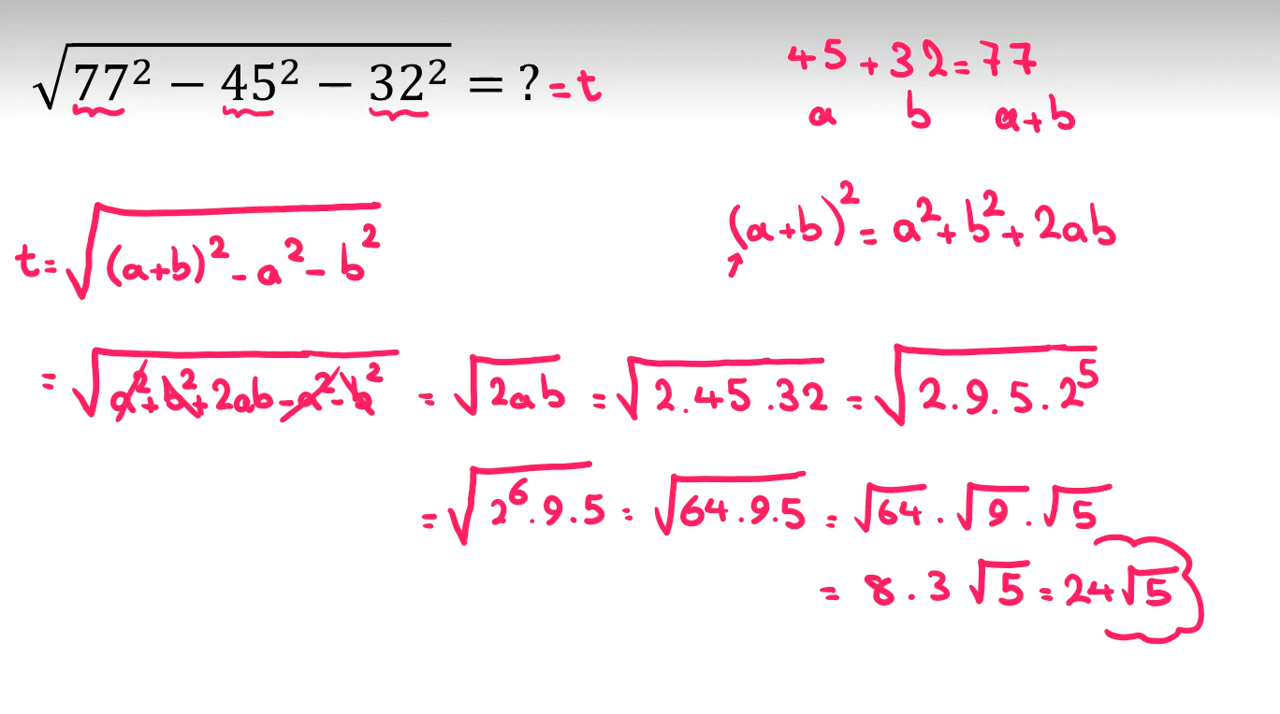 √(77² − 45² − 32²) = ? = t
45 + 32 = 77
a b a+b
(a+b)² = a² + b² + 2ab
t = √((a+b)² - a² - b²)
= √(a² + b² + 2ab - a² - b²) = √(2ab) = √(2.45.32) = √(2.9.5.2⁵)
= √(2⁶.9.5) = √(64.9.5) = √64 . √9 . √5
= 8.3 √5 = 24√5